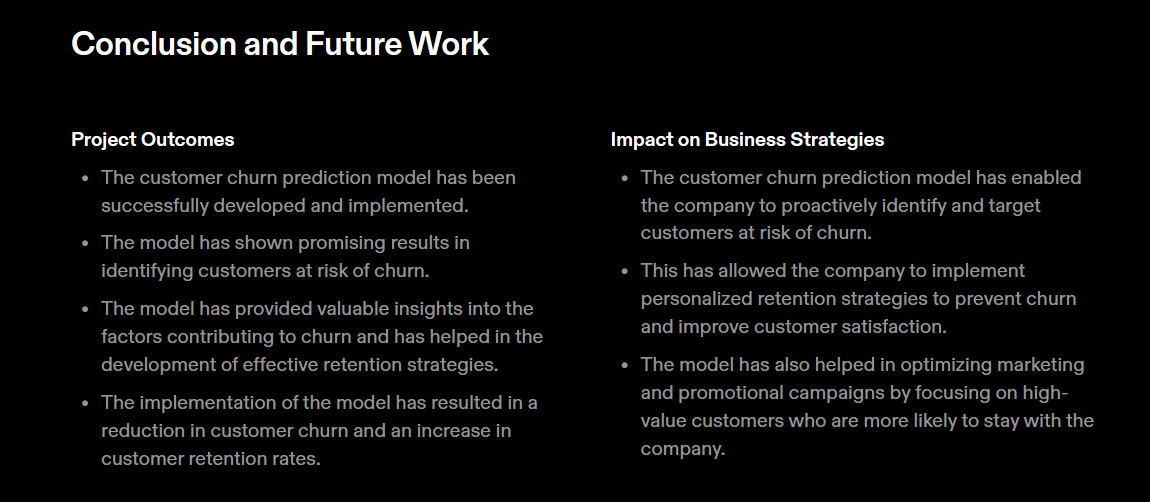 Conclusion and Future Work
Project Outcomes
• The customer churn prediction model has been
successfully developed and implemented.
• The model has shown promising results in
identifying customers at risk of churn.
• The model has provided valuable insights into the
factors contributing to churn and has helped in the
development of effective retention strategies.
• The implementation of the model has resulted in a
reduction in customer churn and an increase in
customer retention rates.
Impact on Business Strategies
• The customer churn prediction model has enabled
the company to proactively identify and target
customers at risk of churn.
• This has allowed the company to implement
personalized retention strategies to prevent churn
and improve customer satisfaction.
• The model has also helped in optimizing marketing
and promotional campaigns by focusing on high-
value customers who are more likely to stay with the
company.